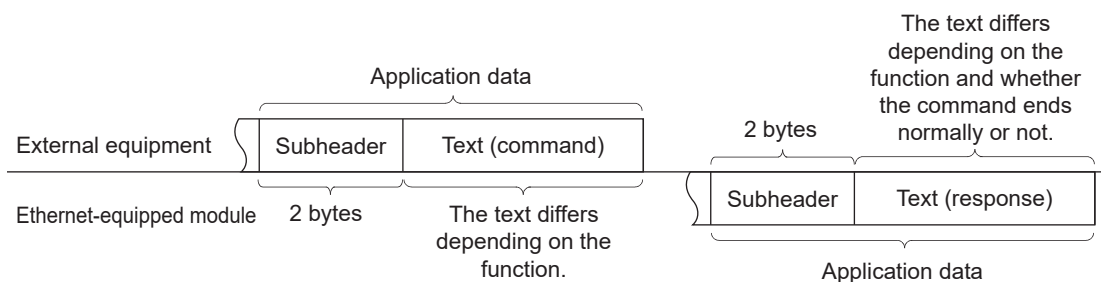 The text differs
depending on the
function and whether
the command ends
normally or not.
Application data
2 bytes
External equipment
Subheader
Text (command)
Ethernet-equipped module
2 bytes
The text differs
depending on the
function.
Subheader
Text (response)
Application data